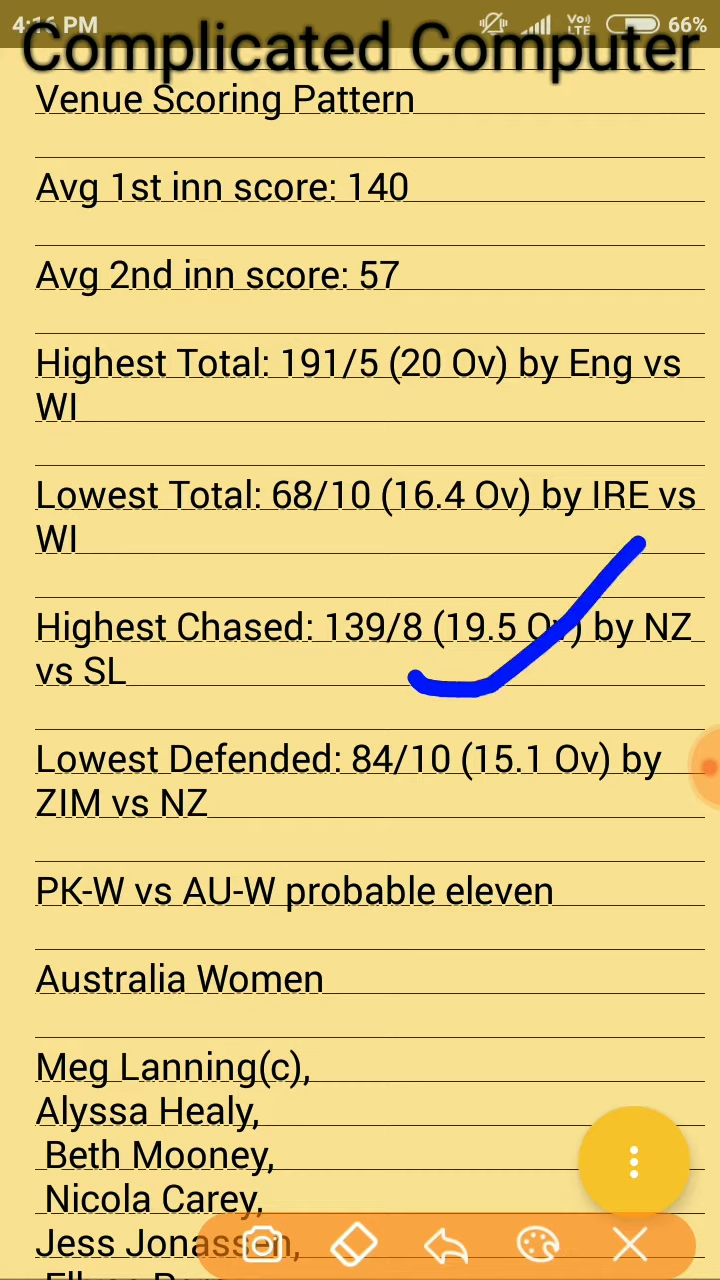 4:16 PM
Vo) LTE
66%
Complicated Computer
Venue Scoring Pattern
Avg 1st inn score: 140
Avg 2nd inn score: 57
Highest Total: 191/5 (20 Ov) by Eng vs
WI
Lowest Total: 68/10 (16.4 Ov) by IRE vs
WI
Highest Chased: 139/8 (19.5 Ov) by NZ
vs SL
Lowest Defended: 84/10 (15.1 Ov) by
ZIM vs NZ
PK-W vs AU-W probable eleven
Australia Women
Meg Lanning(c),
Alyssa Healy,
Beth Mooney,
Nicola Carey,
Jess Jonassen,